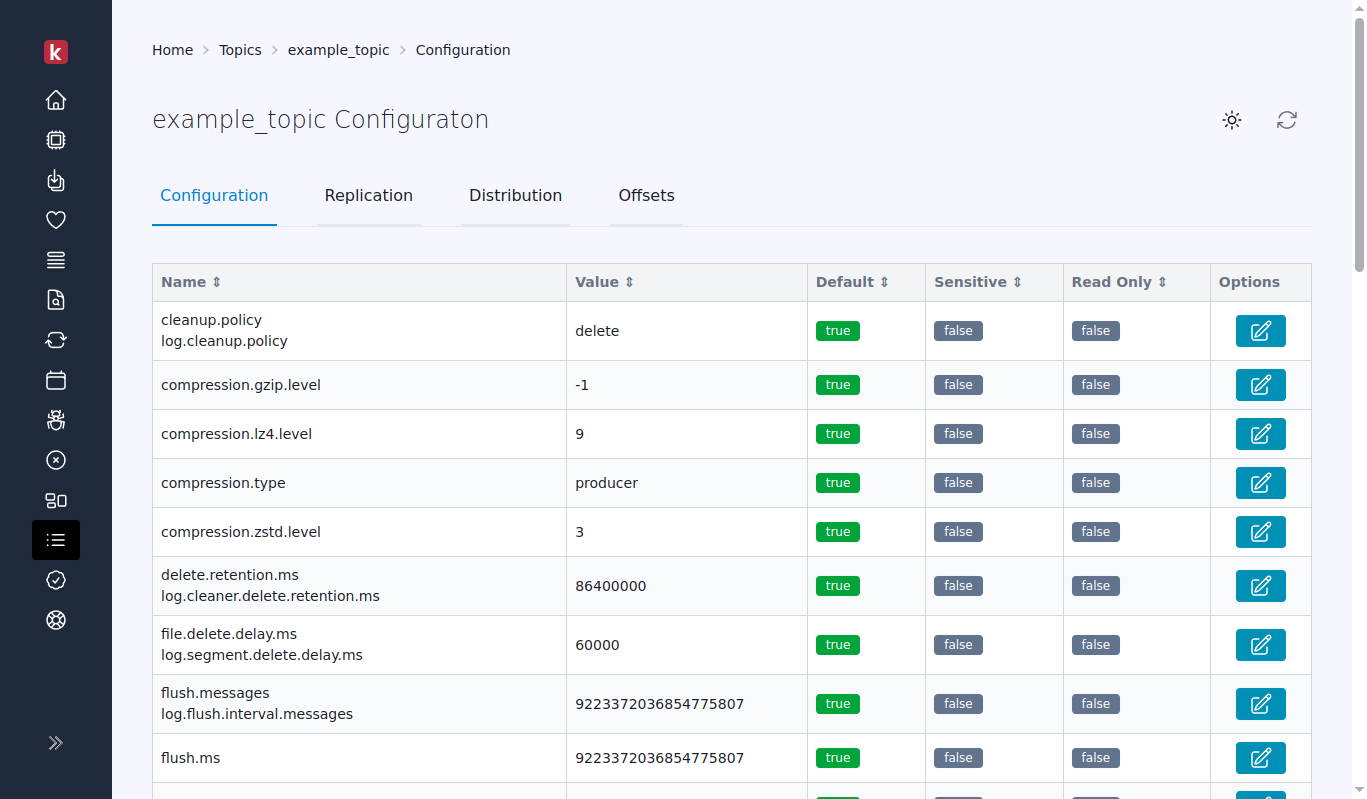 k
Home > Topics > example_topic > Configuration
example_topic Configuraton
Configuration Replication Distribution Offsets
Name ⇕ Value ⇕ Default ⇕ Sensitive ⇕ Read Only ⇕ Options
cleanup.policy
log.cleanup.policy
delete true false false
compression.gzip.level -1 true false false
compression.lz4.level 9 true false false
compression.type producer true false false
compression.zstd.level 3 true false false
delete.retention.ms
log.cleaner.delete.retention.ms
86400000 true false false
file.delete.delay.ms
log.segment.delete.delay.ms
60000 true false false
flush.messages
log.flush.interval.messages
9223372036854775807 true false false
flush.ms 9223372036854775807 true false false